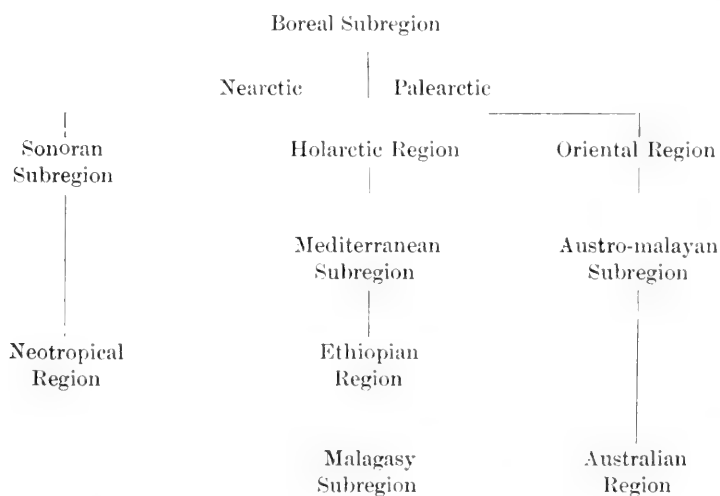 Boreal Subregion
Nearctic Palearctic
Sonoran Subregion
Holarctic Region
Oriental Region
Mediterranean Subregion
Austro-malayan Subregion
Neotropical Region
Ethiopian Region
Malagasy Subregion
Australian Region